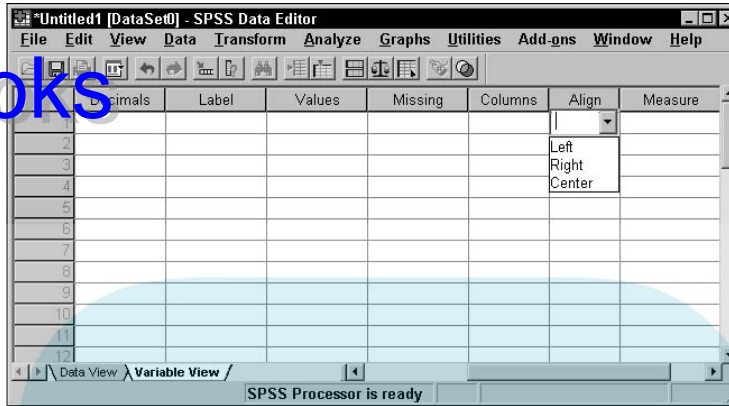 *Untitled1 [DataSet0] - SPSS Data Editor
File Edit View Data Transform Analyze Graphs Utilities Add-ons Window Help
oks
Decimals Label Values Missing Columns Align Measure
1
2 Left
3 Right
4 Center
5
6
7
8
9
10
11
12
Data View Variable View
SPSS Processor is ready